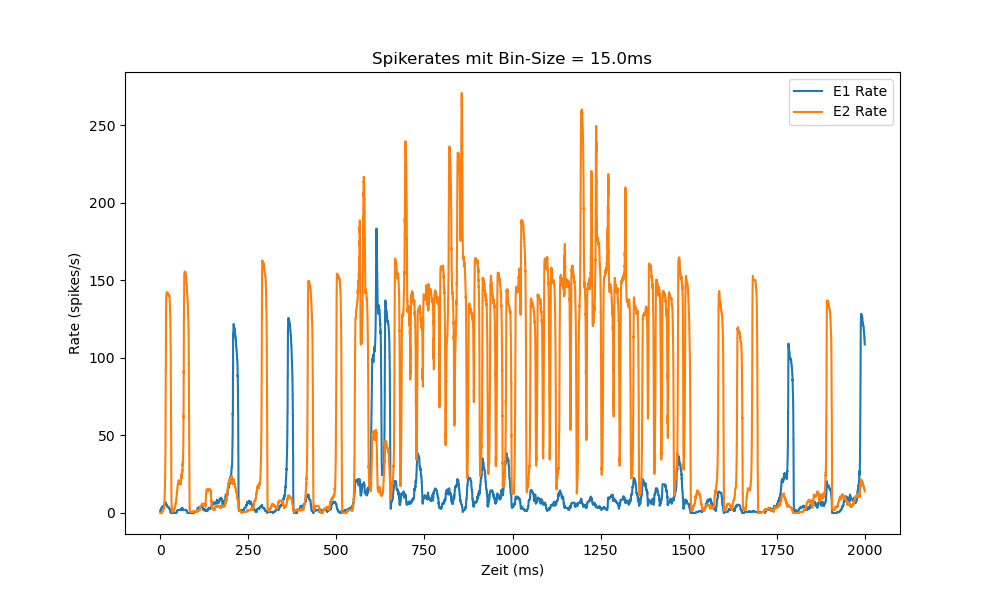 Spikerates mit Bin-Size = 15.0ms
E1 Rate
E2 Rate
250
200
150
100
50
0
Rate (spikes/s)
0 250 500 750 1000 1250 1500 1750 2000
Zeit (ms)